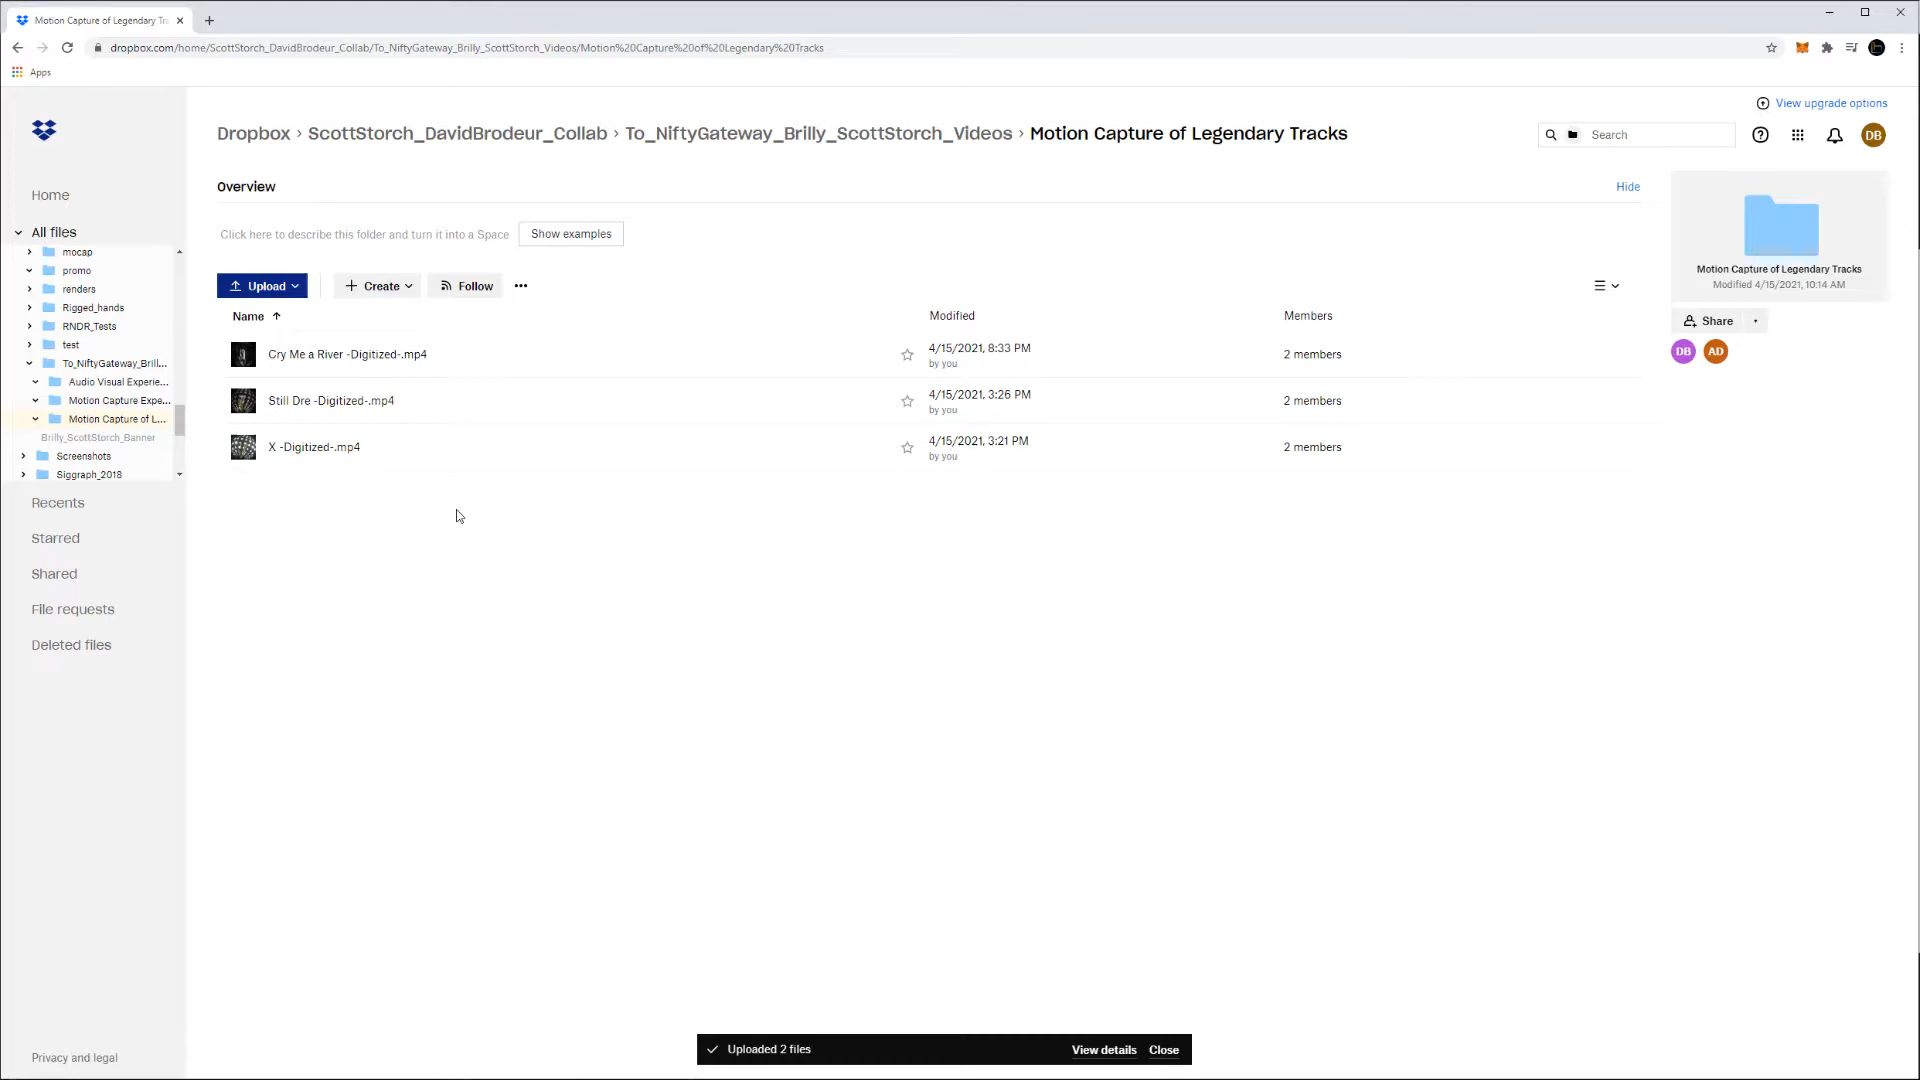 Motion Capture of Legendary Tra
dropbox.com/home/ScottStorch_DavidBrodeur_Collab/To_NiftyGateway_Brilly_ScottStorch_Videos/Motion%20Capture%20of%20Legendary%20Tracks
Apps
View upgrade options
Dropbox › ScottStorch_DavidBrodeur_Collab › To_NiftyGateway_Brilly_ScottStorch_Videos › Motion Capture of Legendary Tracks
Search
DB
Home
Overview
Hide
All files
mocap
promo
renders
Rigged_hands
RNDR_Tests
test
To_NiftyGateway_Brill...
Audio Visual Experie...
Motion Capture Expe...
Motion Capture of L...
Brilly_ScottStorch_Banner
Screenshots
Siggraph_2018
Recents
Starred
Shared
File requests
Deleted files
Privacy and legal
Click here to describe this folder and turn it into a Space
Show examples
Upload
Create
Follow
Name
Modified
Members
Cry Me a River -Digitized-.mp4
4/15/2021, 8:33 PM
by you
2 members
Still Dre -Digitized-.mp4
4/15/2021, 3:26 PM
by you
2 members
X -Digitized-.mp4
4/15/2021, 3:21 PM
by you
2 members
Motion Capture of Legendary Tracks
Modified 4/15/2021, 10:14 AM
Share
DB
AD
Uploaded 2 files
View details
Close